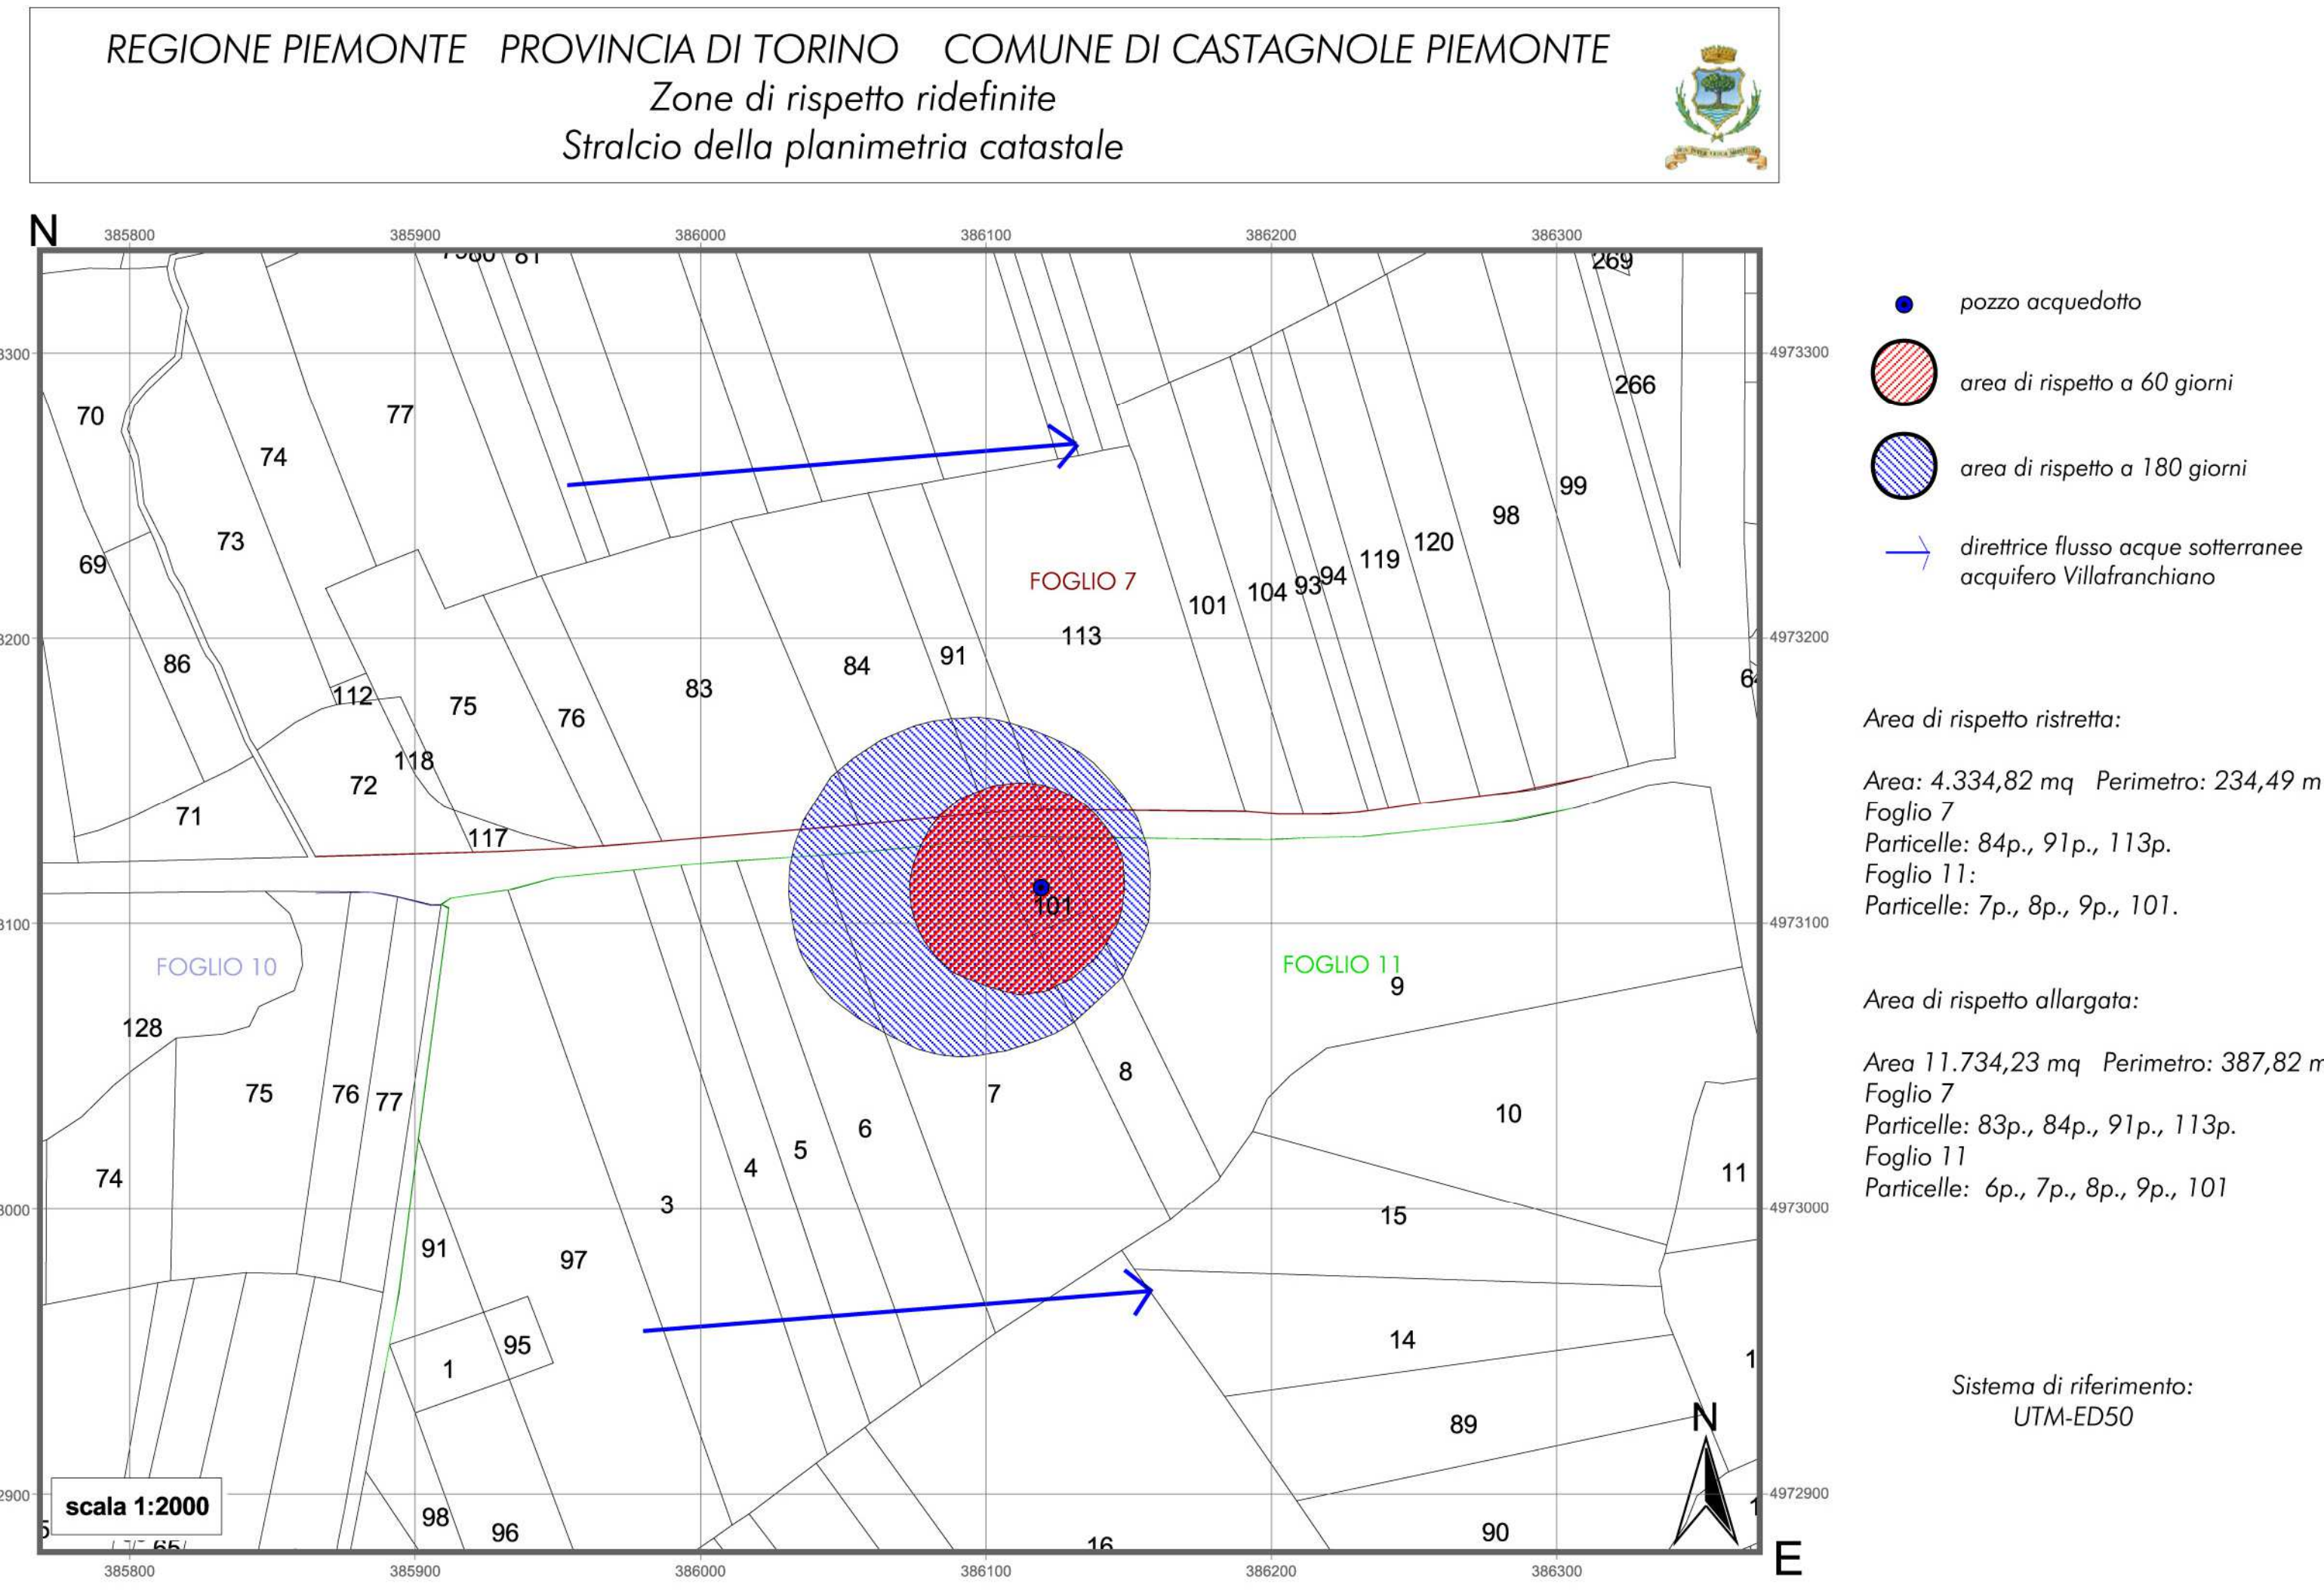 REGIONE PIEMONTE PROVINCIA DI TORINO COMUNE DI CASTAGNOLE PIEMONTE
Zone di rispetto ridefinite
Stralcio della planimetria catastale
N
385800 385900 386000 386100 386200 386300
81
269
4973300
266
70
77
74
99
98
73
120
119
69
94
93
104
101
FOGLIO 7
113
4973200
91
84
86
83
112
75
76
118
72
71
117
101
4973100
FOGLIO 10
FOGLIO 11
9
128
75
76
77
8
7
10
6
5
4
11
74
3
15
4973000
91
97
14
95
1
89
N
scala 1:2000
4972900
98
96
90
16
65
E
385800 385900 386000 386100 386200 386300
pozzo acquedotto
area di rispetto a 60 giorni
area di rispetto a 180 giorni
direttrice flusso acque sotterranee
acquifero Villafranchiano
Area di rispetto ristretta:
Area: 4.334,82 mq Perimetro: 234,49 m
Foglio 7
Particelle: 84p., 91p., 113p.
Foglio 11:
Particelle: 7p., 8p., 9p., 101.
Area di rispetto allargata:
Area 11.734,23 mq Perimetro: 387,82 m
Foglio 7
Particelle: 83p., 84p., 91p., 113p.
Foglio 11
Particelle: 6p., 7p., 8p., 9p., 101
Sistema di riferimento:
UTM-ED50